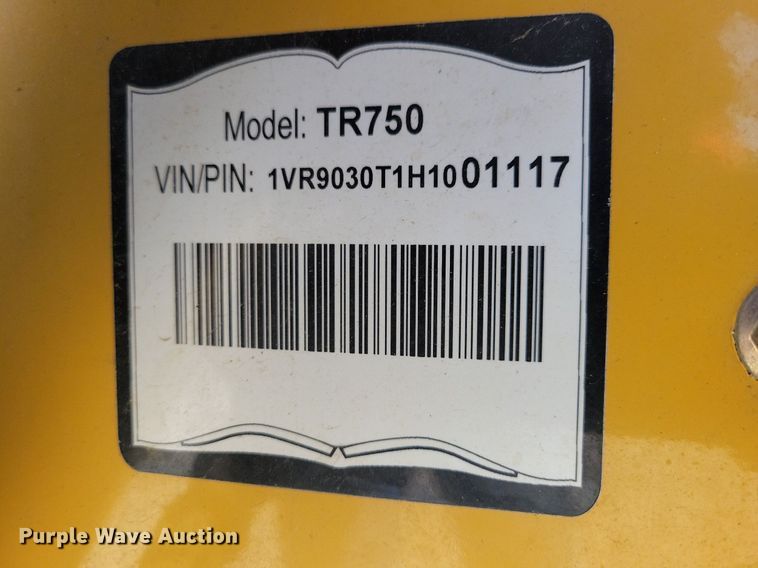 Model: TR750
VIN/PIN: 1VR9030T1H1001117
Purple Wave Auction